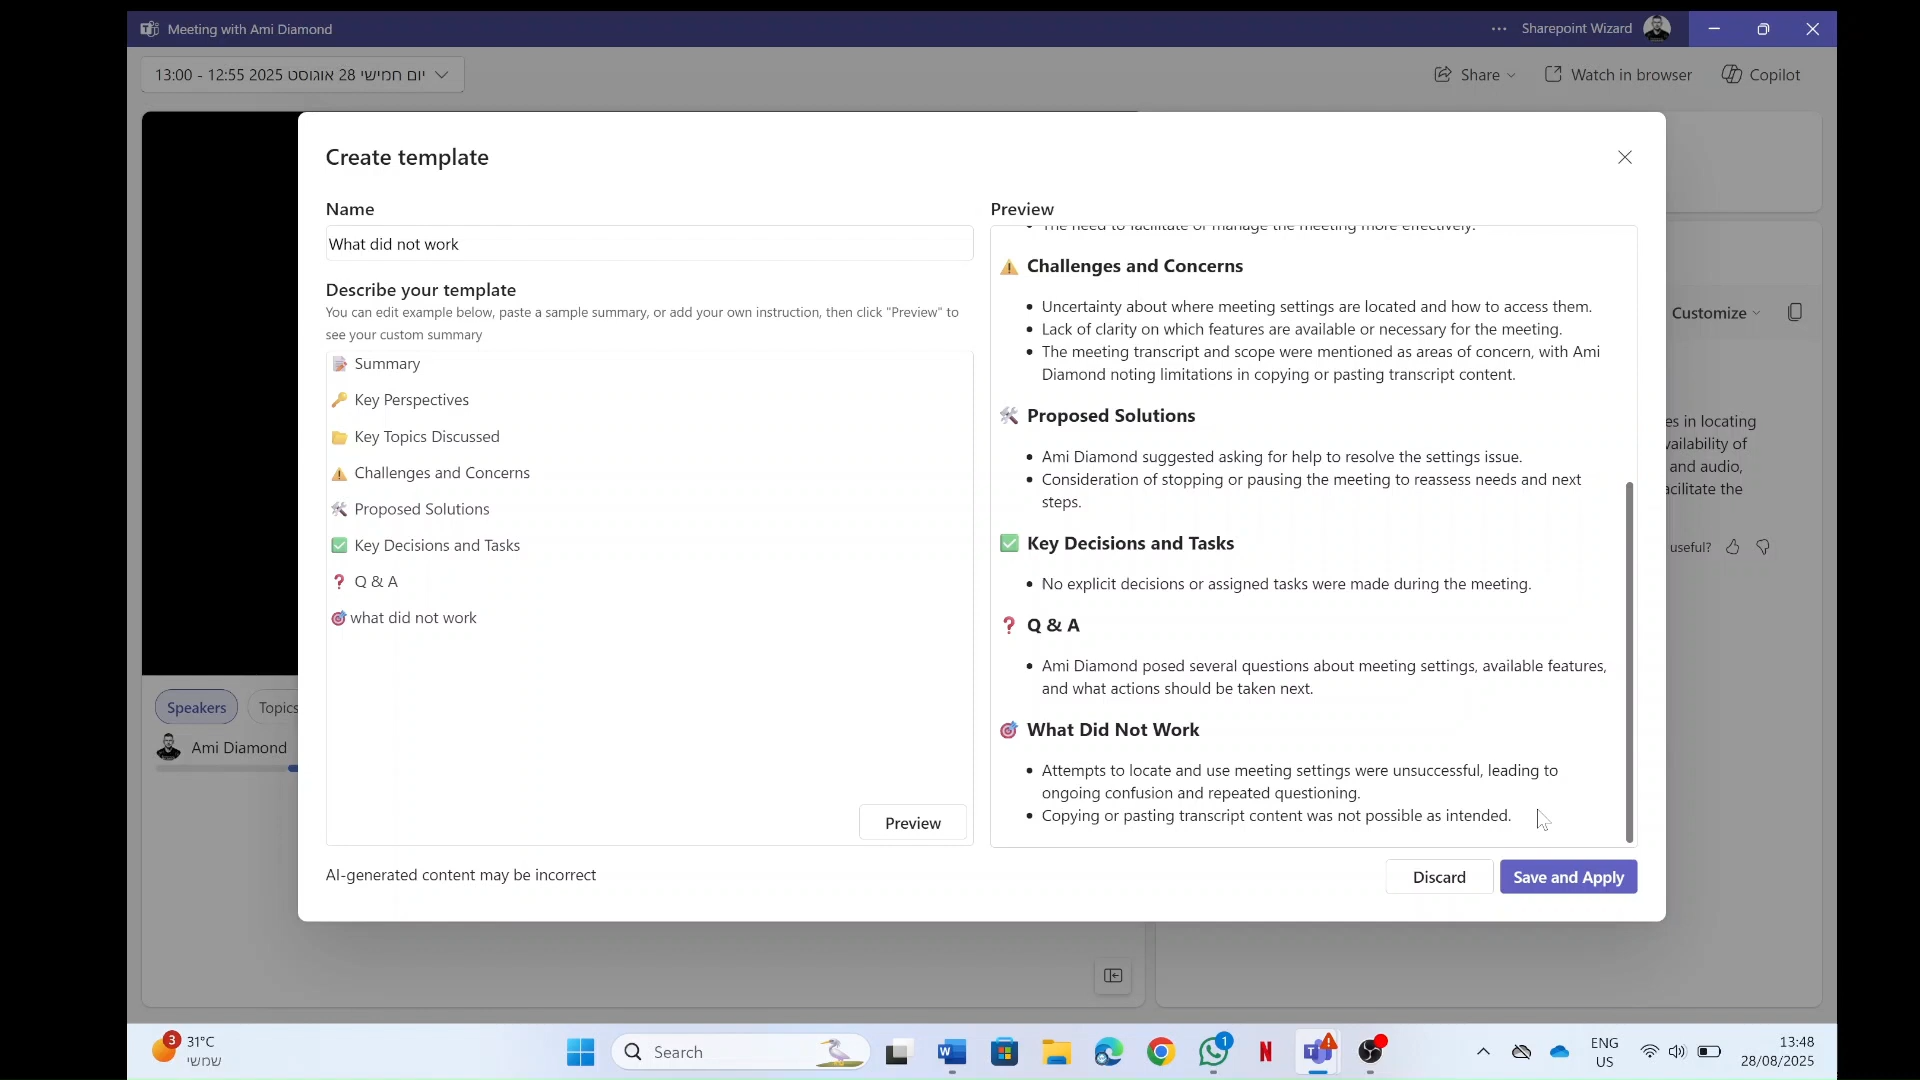 Meeting with Ami Diamond
Sharepoint Wizard
יום חמישי 28 אוגוסט 2025 12:55 - 13:00
Share
Watch in browser
Copilot
Create template
Name
What did not work
Describe your template
You can edit example below, paste a sample summary, or add your own instruction, then click "Preview" to
see your custom summary
📝 Summary
🔑 Key Perspectives
📁 Key Topics Discussed
⚠️ Challenges and Concerns
🛠️ Proposed Solutions
✅ Key Decisions and Tasks
❓ Q & A
🎯 what did not work
Preview
AI-generated content may be incorrect
Preview
• The need to facilitate or manage the meeting more effectively.
⚠️ Challenges and Concerns
• Uncertainty about where meeting settings are located and how to access them.
• Lack of clarity on which features are available or necessary for the meeting.
• The meeting transcript and scope were mentioned as areas of concern, with Ami
Diamond noting limitations in copying or pasting transcript content.
🛠️ Proposed Solutions
• Ami Diamond suggested asking for help to resolve the settings issue.
• Consideration of stopping or pausing the meeting to reassess needs and next
steps.
✅ Key Decisions and Tasks
• No explicit decisions or assigned tasks were made during the meeting.
❓ Q & A
• Ami Diamond posed several questions about meeting settings, available features,
and what actions should be taken next.
🎯 What Did Not Work
• Attempts to locate and use meeting settings were unsuccessful, leading to
ongoing confusion and repeated questioning.
• Copying or pasting transcript content was not possible as intended.
Discard
Save and Apply
Customize
es in locating
and audio,
the
useful?
Speakers
Topics
Ami Diamond
3
31°C
שמשי
Search
1
ENG
US
13:48
28/08/2025